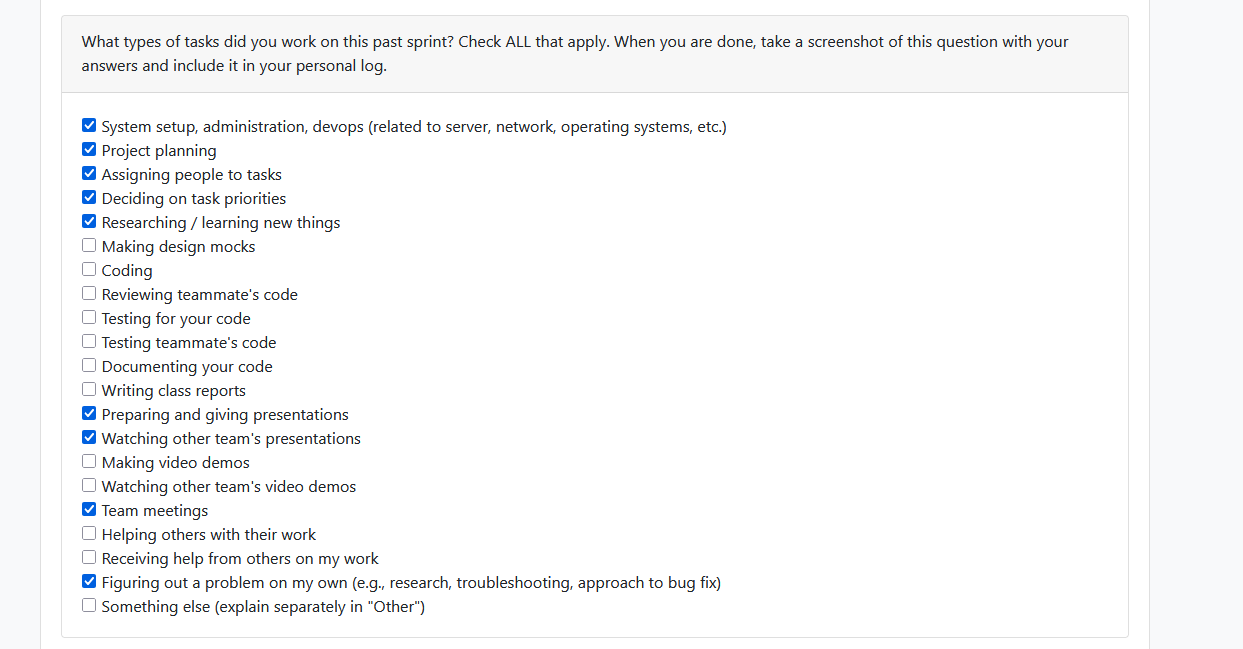 What types of tasks did you work on this past sprint? Check ALL that apply. When you are done, take a screenshot of this question with your
answers and include it in your personal log.
System setup, administration, devops (related to server, network, operating systems, etc.)
Project planning
Assigning people to tasks
Deciding on task priorities
Researching / learning new things
Making design mocks
Coding
Reviewing teammate's code
Testing for your code
Testing teammate's code
Documenting your code
Writing class reports
Preparing and giving presentations
Watching other team's presentations
Making video demos
Watching other team's video demos
Team meetings
Helping others with their work
Receiving help from others on my work
Figuring out a problem on my own (e.g., research, troubleshooting, approach to bug fix)
Something else (explain separately in "Other")